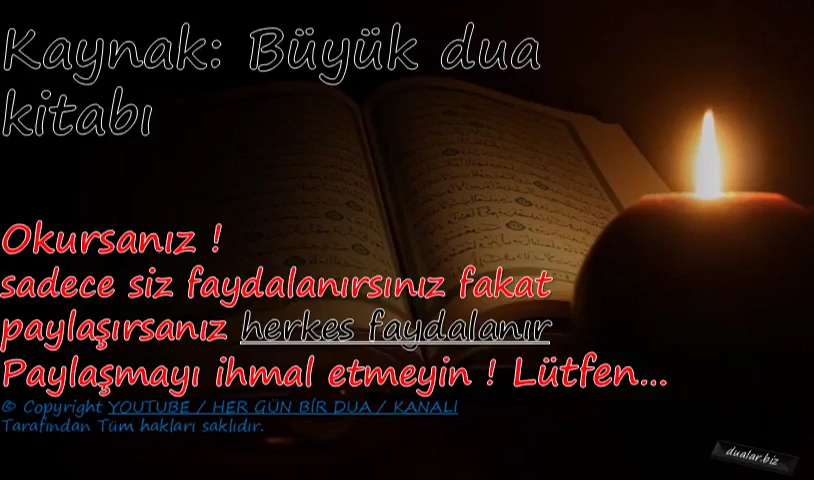 Kaynak: Büyük dua
kitabı
Okursanız !
sadece siz faydalanırsınız fakat
paylaşırsanız herkes faydalanır
Paylaşmayı ihmal etmeyin ! Lütfen...
© Copyright YOUTUBE / HER GÜN BİR DUA / KANALI
Tarafından Tüm hakları saklıdır.
dualar.biz